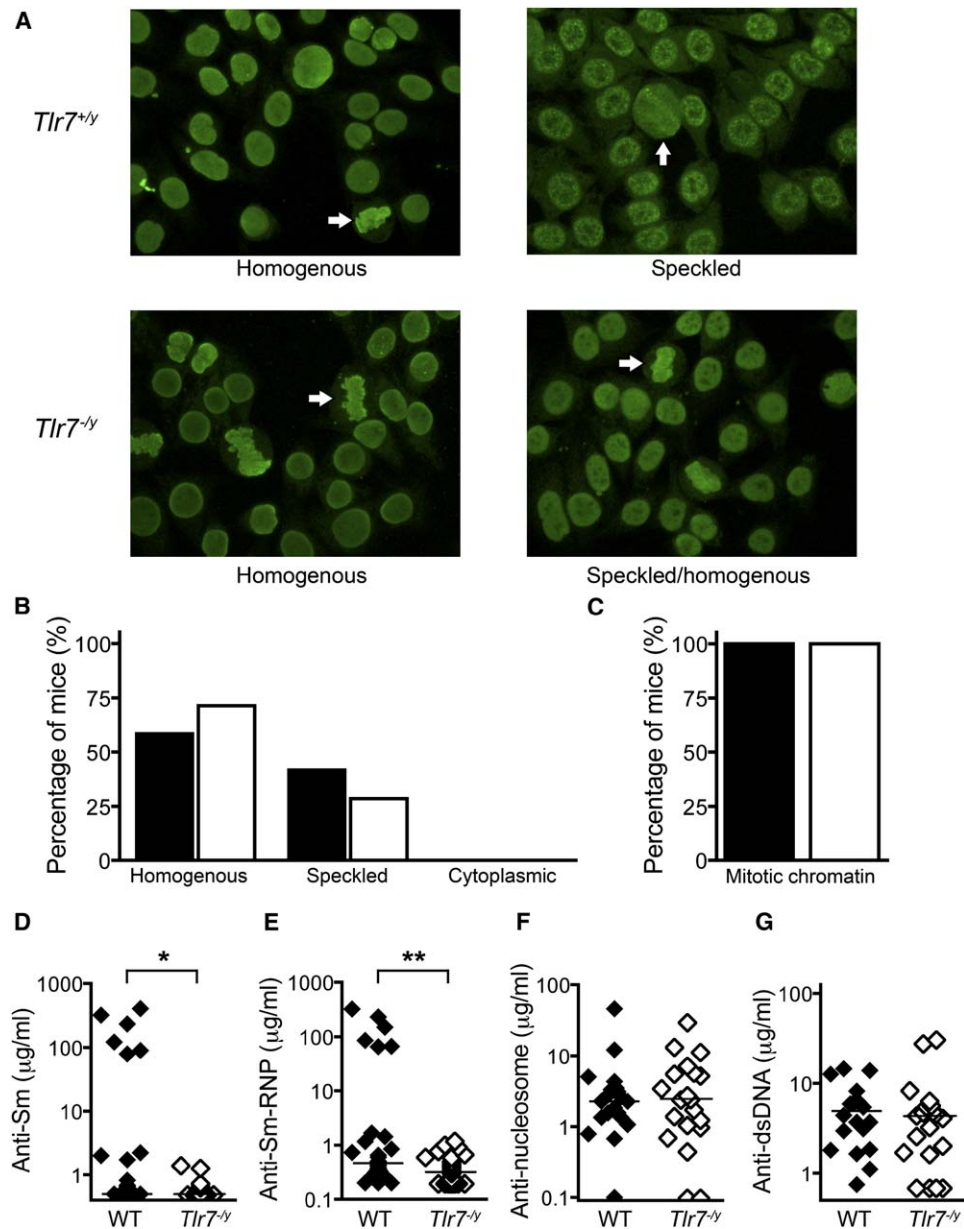 A
Tlr7+/y
Homogenous
Speckled
Tlr7-/y
Homogenous
Speckled/homogenous
B
Percentage of mice (%)
100
75
50
25
0
Homogenous
Speckled
Cytoplasmic
C
Percentage of mice (%)
100
75
50
25
0
Mitotic chromatin
D
*
Anti-Sm (μg/ml)
1000
100
10
1
WT
Tlr7-/y
E
**
Anti-Sm-RNP (μg/ml)
1000
100
10
1
0.1
WT
Tlr7-/y
F
Anti-nucleosome (μg/ml)
100
10
1
0.1
WT
Tlr7-/y
G
Anti-dsDNA (μg/ml)
100
10
1
WT
Tlr7-/y